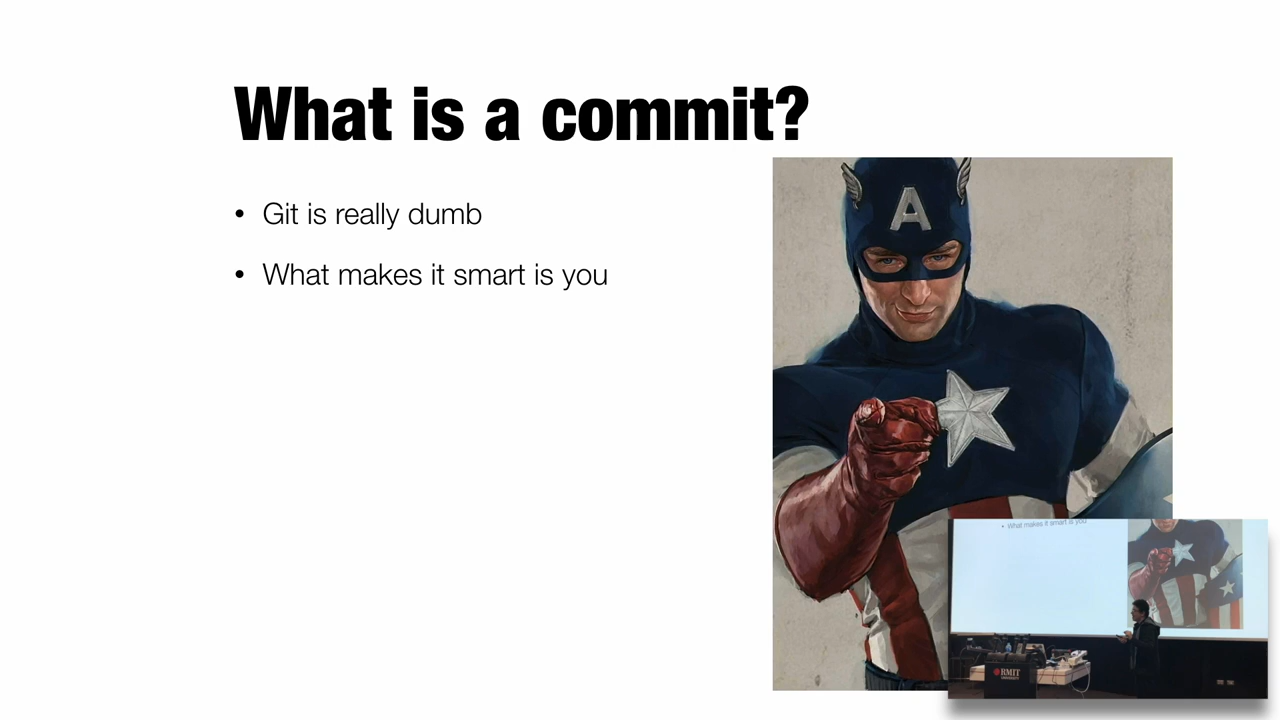 What is a commit?
• Git is really dumb
• What makes it smart is you
A
• What makes it smart is you
RMIT
UNIVERSITY